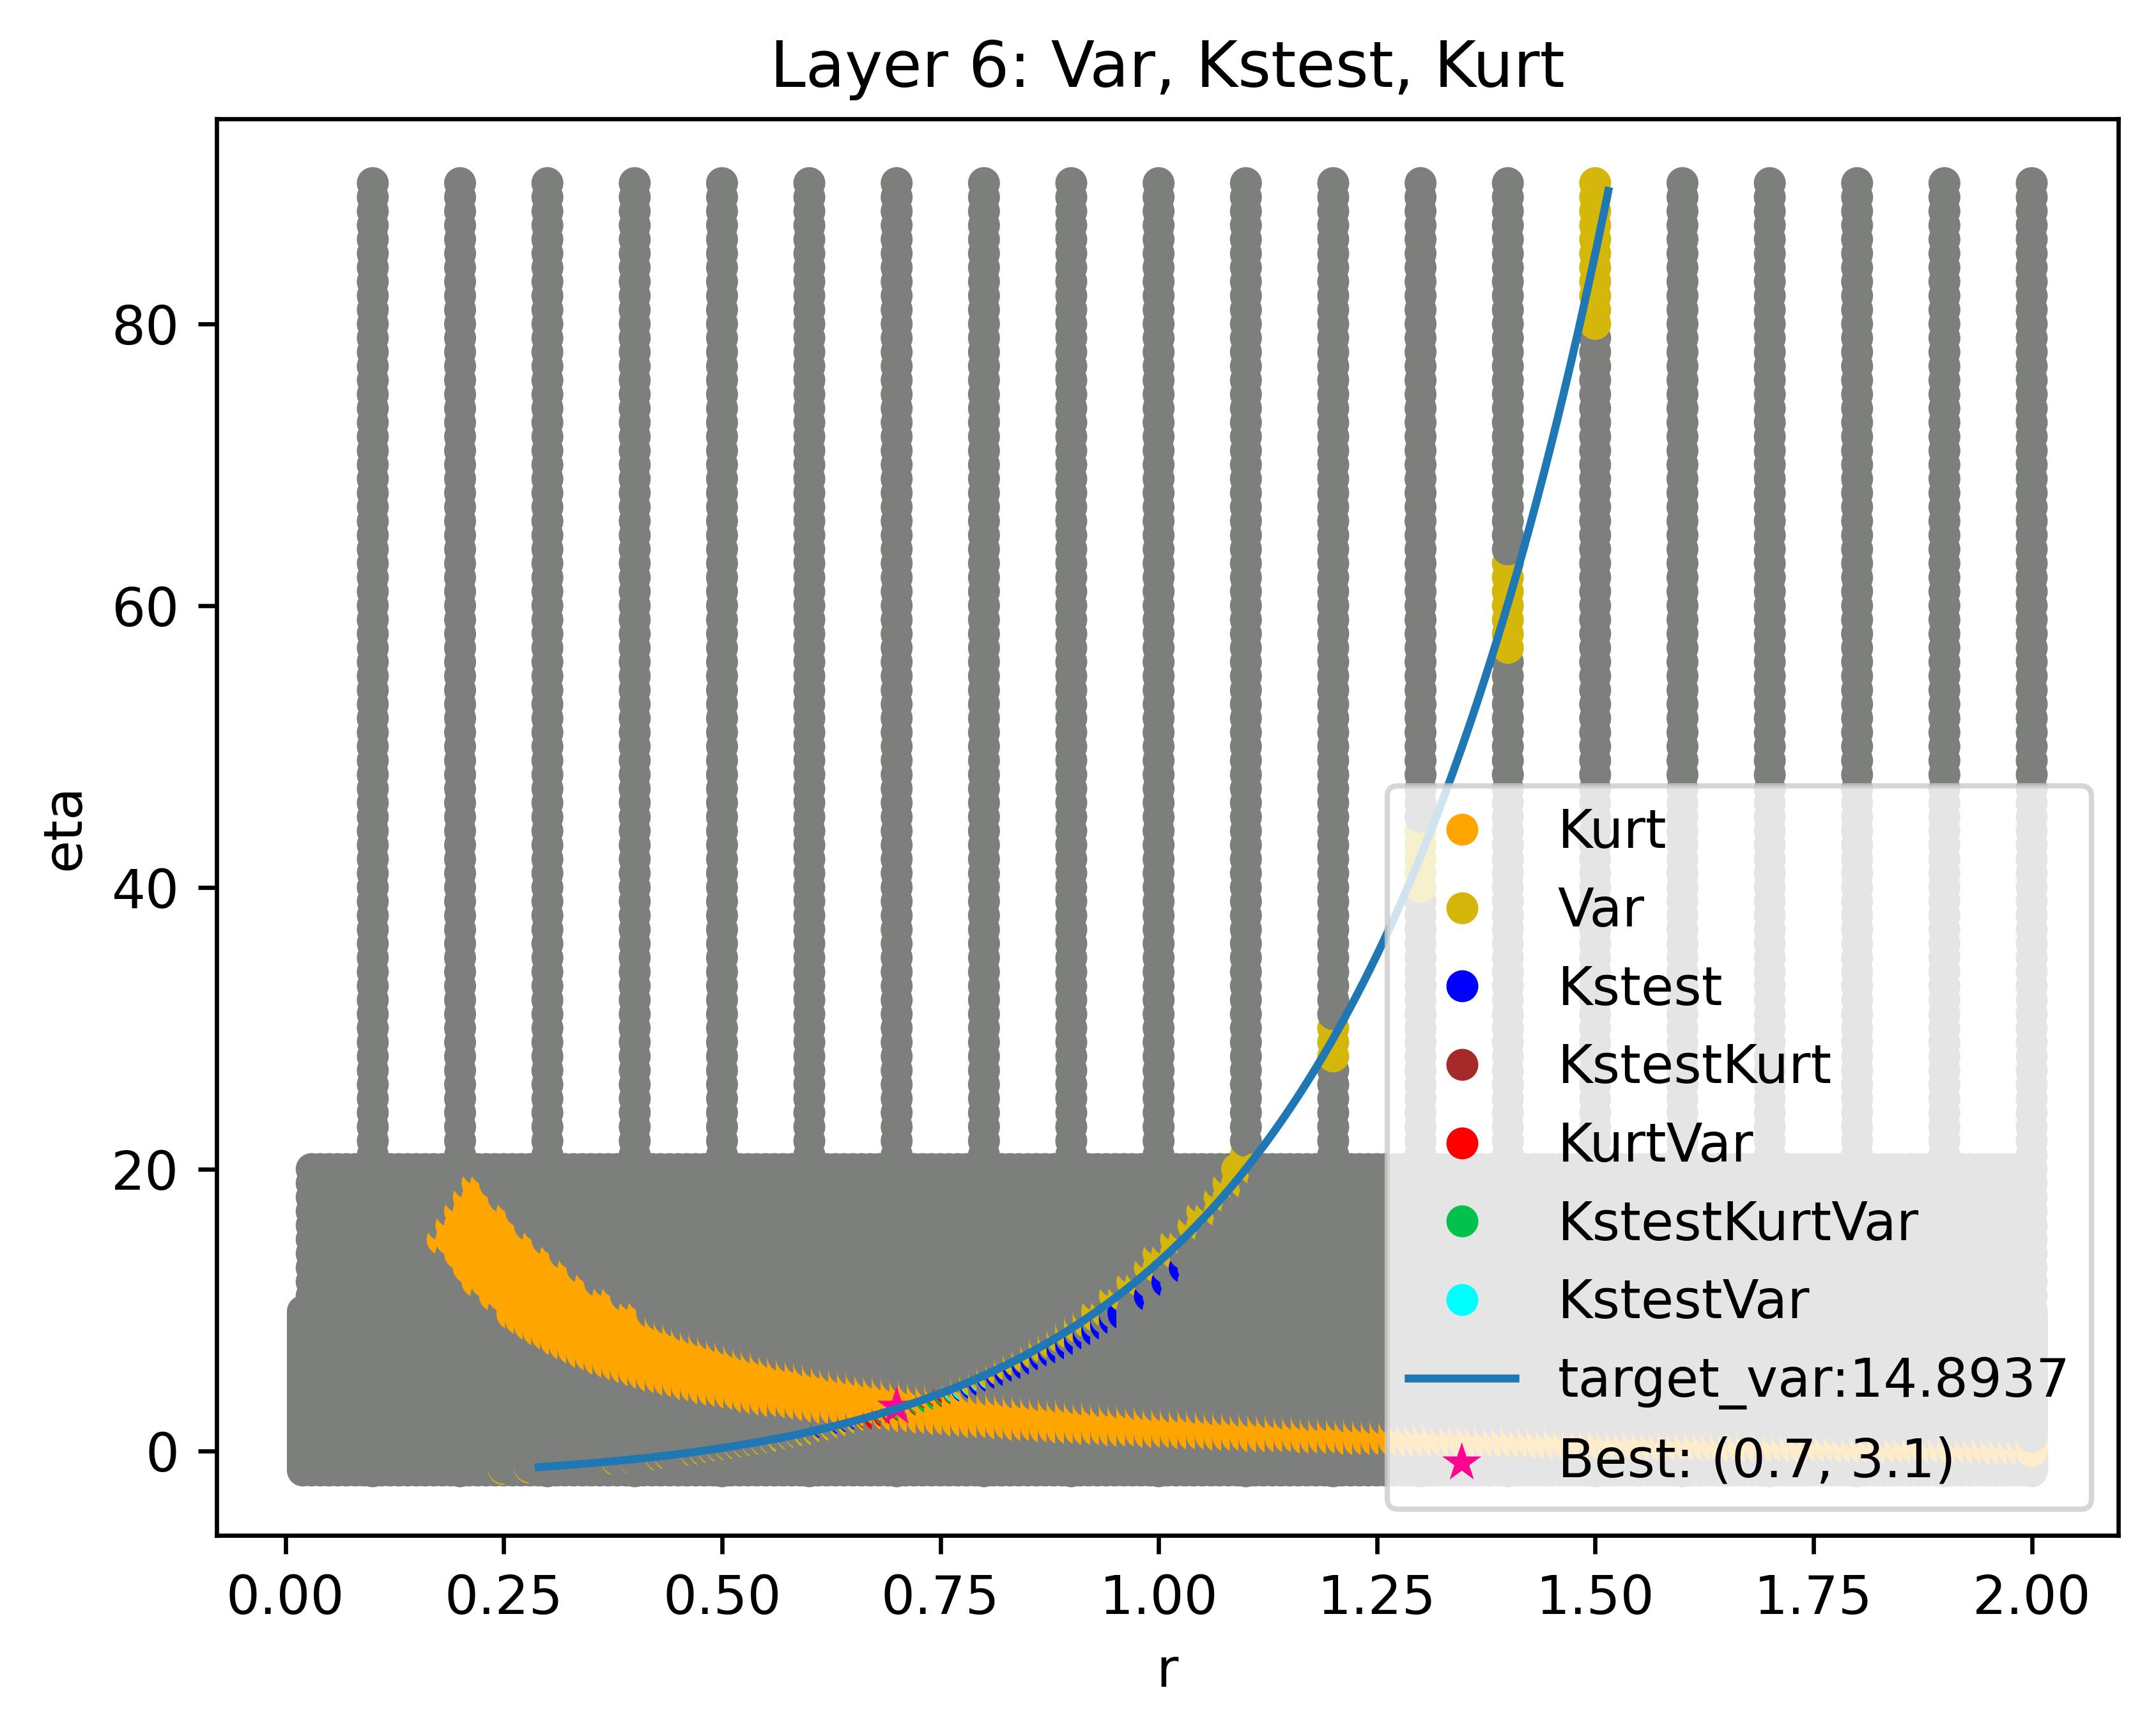 Layer 6: Var, Kstest, Kurt
eta
80
60
40
20
0
Kurt
Var
Kstest
KstestKurt
KurtVar
KstestKurtVar
KstestVar
target_var:14.8937
Best: (0.7, 3.1)
0.00 0.25 0.50 0.75 1.00 1.25 1.50 1.75 2.00
r